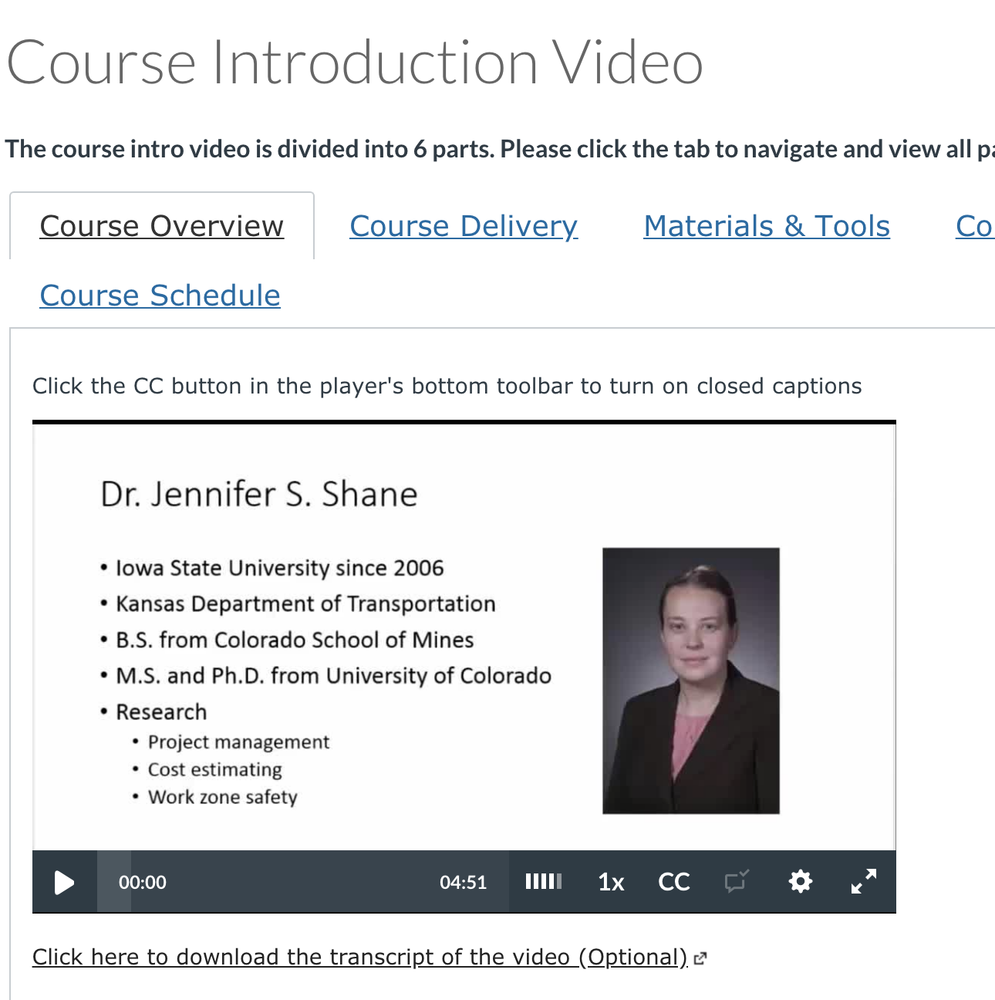 Course Introduction Video
The course intro video is divided into 6 parts. Please click the tab to navigate and view all
Course Overview
Course Delivery
Materials & Tools
Course Schedule
Click the CC button in the player's bottom toolbar to turn on closed captions
Dr. Jennifer S. Shane
• Iowa State University since 2006
• Kansas Department of Transportation
• B.S. from Colorado School of Mines
• M.S. and Ph.D. from University of Colorado
• Research
• Project management
• Cost estimating
• Work zone safety
00:00
04:51
1x
CC
Click here to download the transcript of the video (Optional)